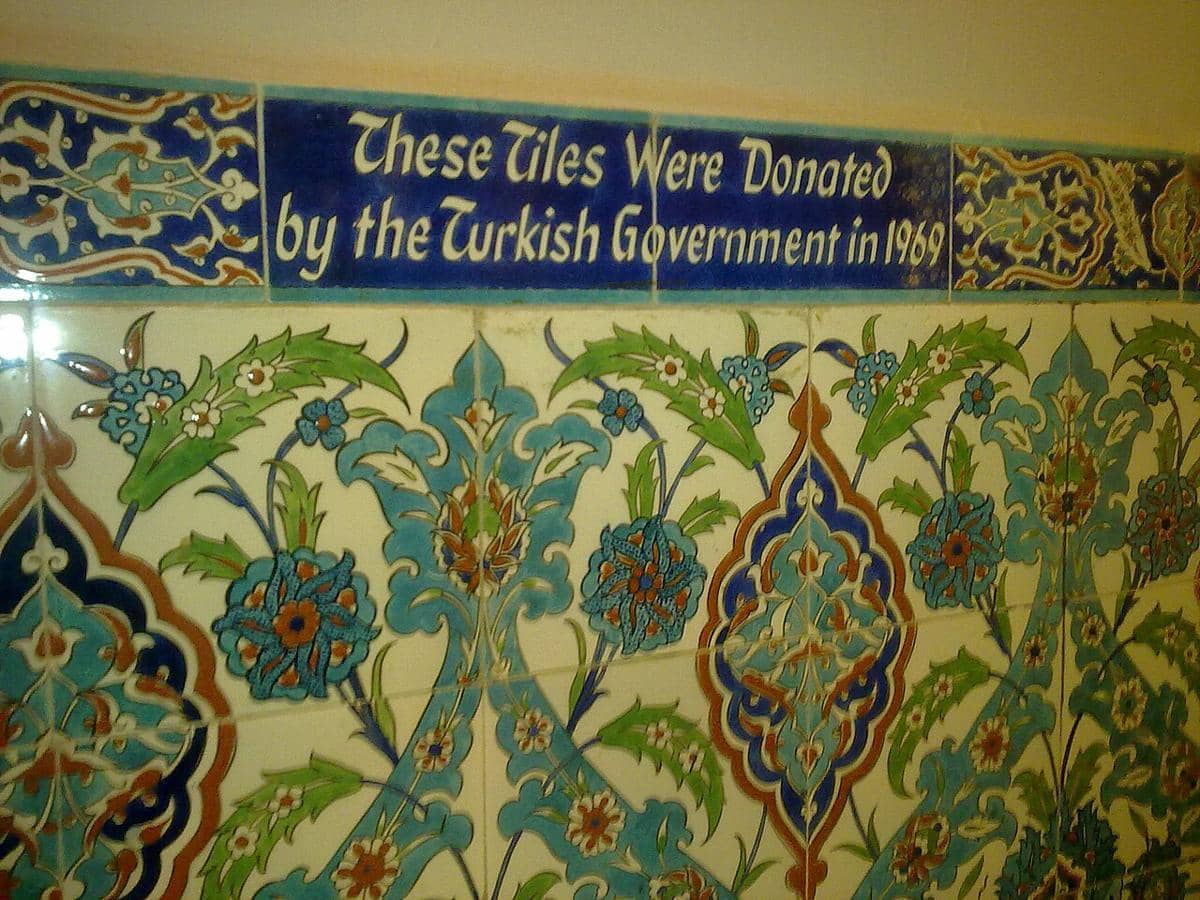 These Tiles Were Donated
by the Turkish Government in 1969